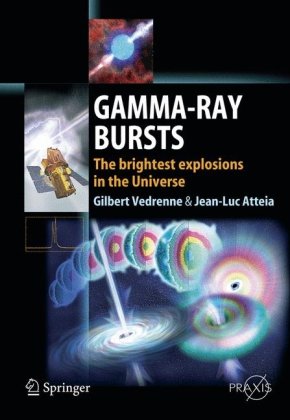 GAMMA-RAY
BURSTS
The brightest explosions
in the Universe
Gilbert Vedrenne & Jean-Luc Atteia
Springer
PRAXIS